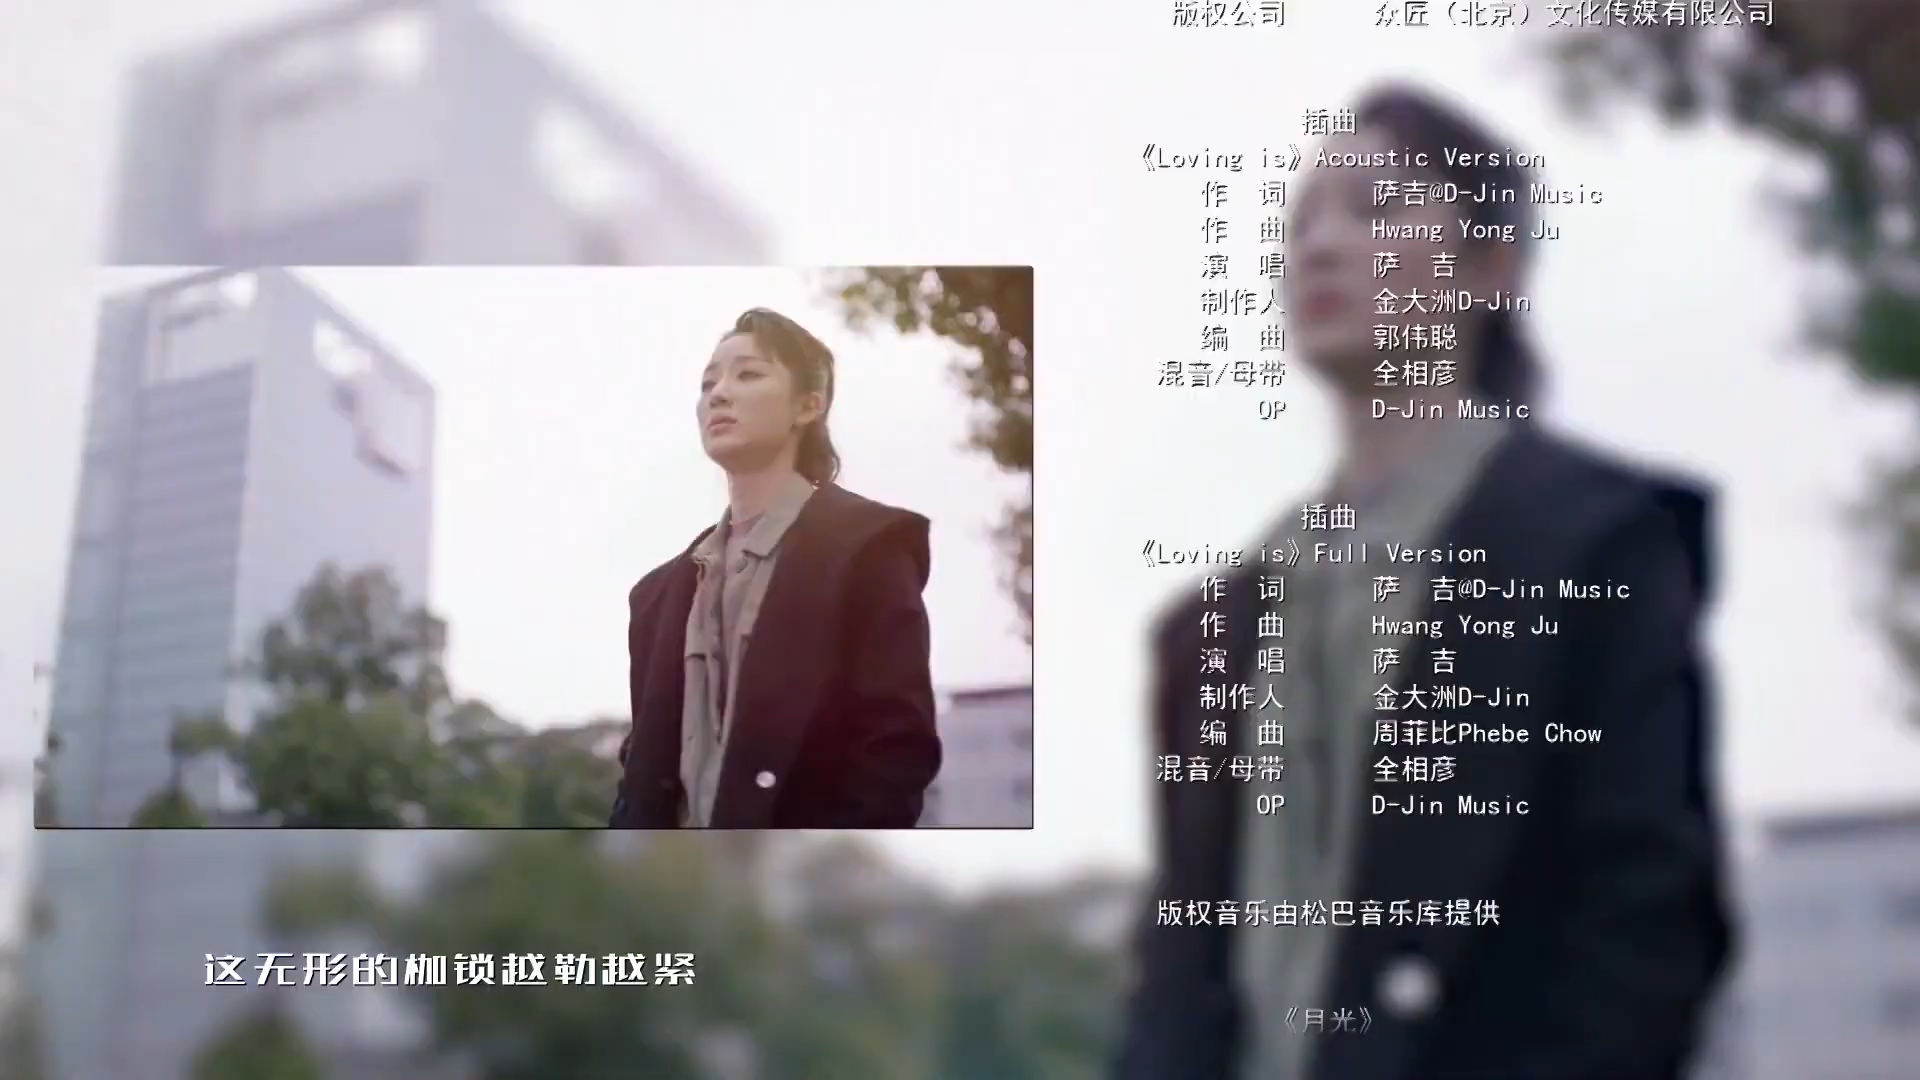 版权公司 众匠（北京）文化传媒有限公司
插曲
《Loving is》Acoustic Version
作 词 萨吉@D-Jin Music
作 曲 Hwang Yong Ju
演 唱 萨 吉
制作人 金大洲D-Jin
编 曲 郭伟聪
混音/母带 全相彦
OP D-Jin Music
插曲
《Loving is》Full Version
作 词 萨 吉@D-Jin Music
作 曲 Hwang Yong Ju
演 唱 萨 吉
制作人 金大洲D-Jin
编 曲 周菲比Phebe Chow
混音/母带 全相彦
OP D-Jin Music
版权音乐由松巴音乐库提供
《月光》
这无形的枷锁越勒越紧